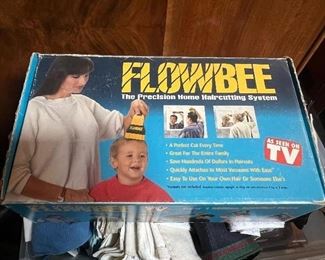 FLOWBEE
The Precision Home Haircutting System
• A Perfect Cut Every Time
• Great For The Entire Family
• Save Hundreds Of Dollars in Haircuts
• Quickly Attaches to Most Vacuums With Ease
• Easy To Use on Your Own Hair Or Someone Else's
AS SEEN ON
TV